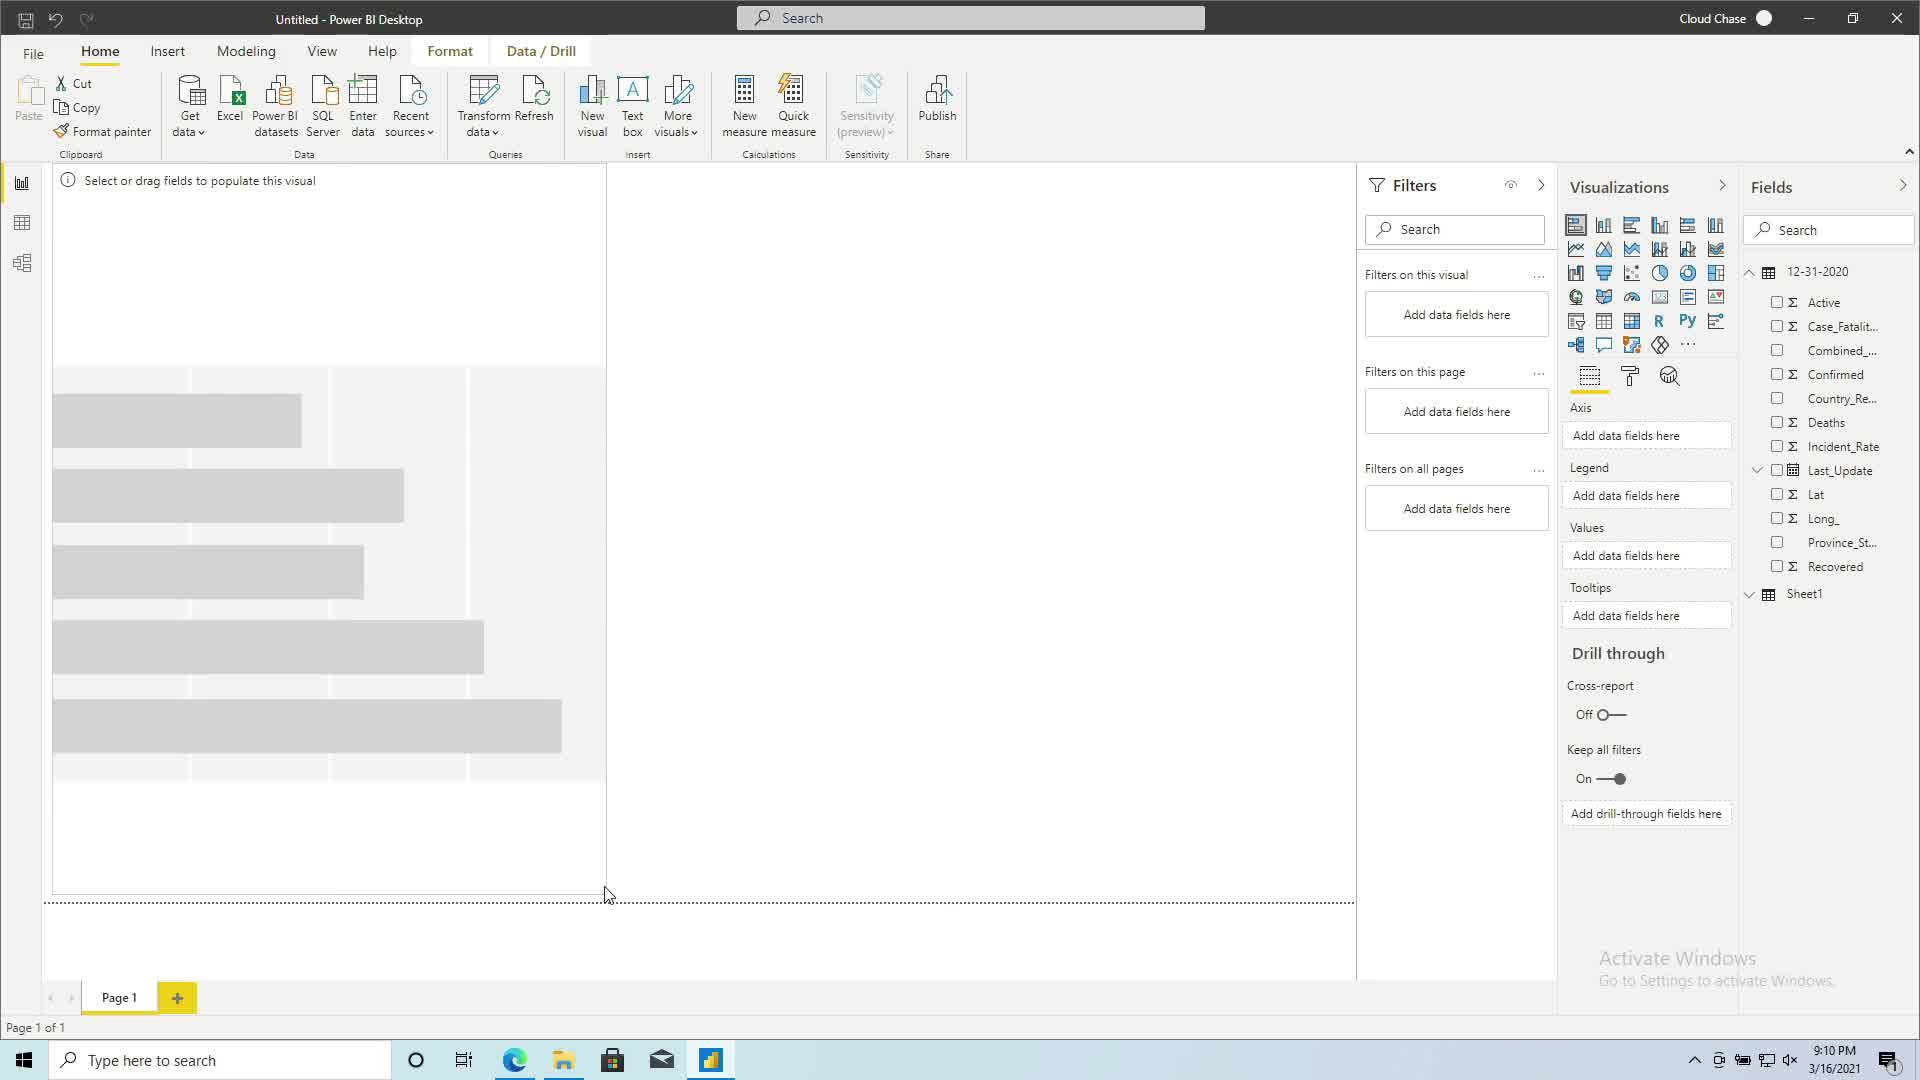 Untitled - Power BI Desktop
Search
Cloud Chase
File
Home
Insert
Modeling
View
Help
Format
Data / Drill
Paste
Cut
Copy
Format painter
Clipboard
Get data
Excel
Power BI datasets
SQL Server
Enter data
Recent sources
Data
Transform data
Refresh
Queries
New visual
Text box
More visuals
Insert
New measure
Quick measure
Calculations
Sensitivity (preview)
Sensitivity
Publish
Share
Select or drag fields to populate this visual
Filters
Search
Filters on this visual
...
Add data fields here
Filters on this page
...
Add data fields here
Filters on all pages
...
Add data fields here
Visualizations
123
R
Py
...
Axis
Add data fields here
Legend
Add data fields here
Values
Add data fields here
Tooltips
Add data fields here
Drill through
Cross-report
Off
Keep all filters
On
Add drill-through fields here
Fields
Search
12-31-2020
Σ Active
Σ Case_Fatalit...
Combined_...
Σ Confirmed
Country_Re...
Σ Deaths
Σ Incident_Rate
Last_Update
Σ Lat
Σ Long_
Province_St...
Σ Recovered
Sheet1
Activate Windows
Go to Settings to activate Windows.
Page 1
+
Page 1 of 1
Type here to search
9:10 PM
3/16/2021
1